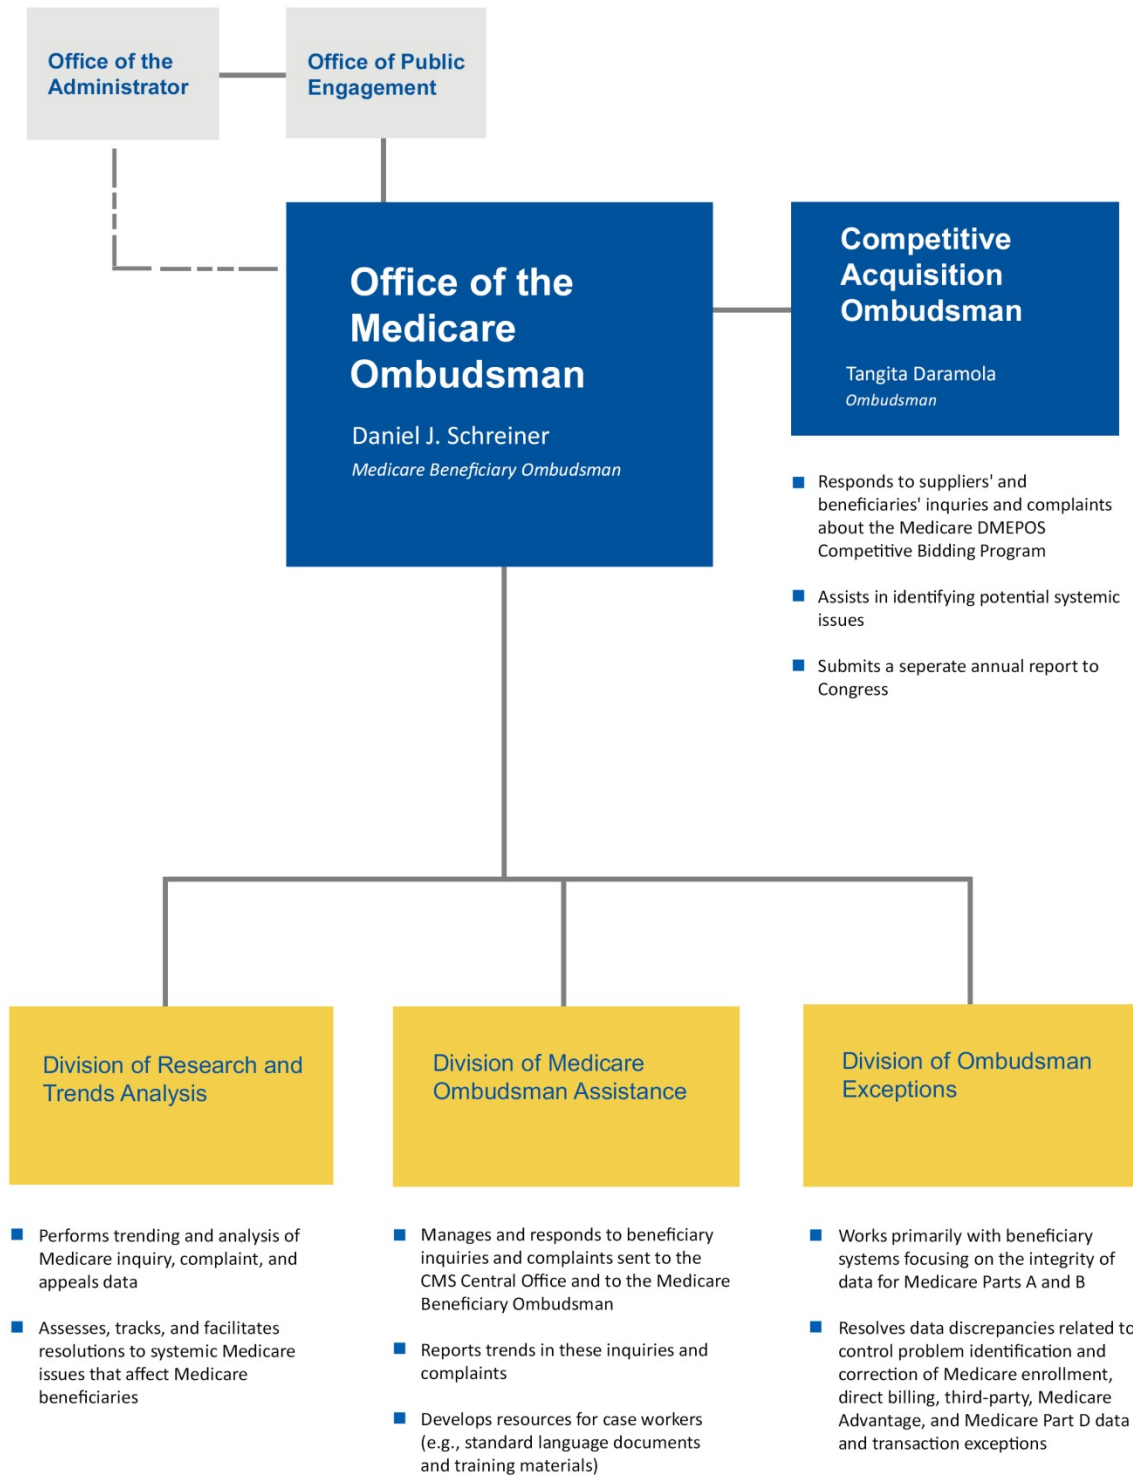 Office of the
Administrator
Office of Public
Engagement
Office of the
Medicare
Ombudsman
Daniel J. Schreiner
Medicare Beneficiary Ombudsman
Competitive
Acquisition
Ombudsman
Tangita Daramola
Ombudsman
Responds to suppliers' and
beneficiaries' inquries and complaints
about the Medicare DMEPOS
Competitive Bidding Program
Assists in identifying potential systemic
issues
Submits a seperate annual report to
Congress
Division of Research and
Trends Analysis
Performs trending and analysis of
Medicare inquiry, complaint, and
appeals data
Assesses, tracks, and facilitates
resolutions to systemic Medicare
issues that affect Medicare
beneficiaries
Division of Medicare
Ombudsman Assistance
Manages and responds to beneficiary
inquiries and complaints sent to the
CMS Central Office and to the Medicare
Beneficiary Ombudsman
Reports trends in these inquiries and
complaints
Develops resources for case workers
(e.g., standard language documents
and training materials)
Division of Ombudsman
Exceptions
Works primarily with beneficiary
systems focusing on the integrity of
data for Medicare Parts A and B
Resolves data discrepancies related to
control problem identification and
correction of Medicare enrollment,
direct billing, third-party, Medicare
Advantage, and Medicare Part D data
and transaction exceptions